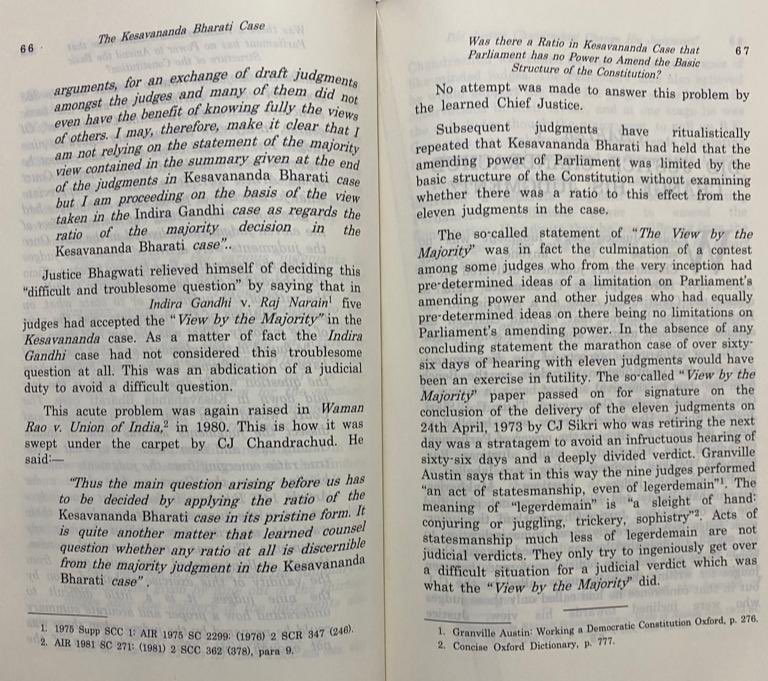 66
The Kesavananda Bharati Case
arguments, for an exchange of draft judgments
amongst the judges and many of them did not
even have the benefit of knowing fully the views
of others. I may, therefore, make it clear that I
am not relying on the statement of the majority
view contained in the summary given at the end
of the judgments in Kesavananda Bharati case
but I am proceeding on the basis of the view
taken in the Indira Gandhi case as regards the
ratio of the majority decision in the
Kesavananda Bharati case"..
Justice Bhagwati relieved himself of deciding this
"difficult and troublesome question" by saying that in
Indira Gandhi v. Raj Narain¹ five
judges had accepted the "View by the Majority" in the
Kesavananda case. As a matter of fact the Indira
Gandhi case had not considered this troublesome
question at all. This was an abdication of a judicial
duty to avoid a difficult question.
This acute problem was again raised in Waman
Rao v. Union of India,² in 1980. This is how it was
swept under the carpet by CJ Chandrachud. He
said:—
"Thus the main question arising before us has
to be decided by applying the ratio of the
Kesavananda Bharati case in its pristine form. It
is quite another matter that learned counsel
question whether any ratio at all is discernible
from the majority judgment in the Kesavananda
Bharati case".
1. 1975 Supp SCC 1: AIR 1975 SC 2299: (1976) 2 SCR 347 (246).
2. AIR 1981 SC 271: (1981) 2 SCC 362 (378), para 9.
Was there a Ratio in Kesavananda Case that
Parliament has no Power to Amend the Basic
Structure of the Constitution?
67
No attempt was made to answer this problem by
the learned Chief Justice.
Subsequent judgments have ritualistically
repeated that Kesavananda Bharati had held that the
amending power of Parliament was limited by the
basic structure of the Constitution without examining
whether there was a ratio to this effect from the
eleven judgments in the case.
The so-called statement of "The View by the
Majority" was in fact the culmination of a contest
among some judges who from the very inception had
pre-determined ideas of a limitation on Parliament's
amending power and other judges who had equally
pre-determined ideas on there being no limitations on
Parliament's amending power. In the absence of any
concluding statement the marathon case of over sixty-
six days of hearing with eleven judgments would have
been an exercise in futility. The so-called "View by the
Majority" paper passed on for signature on the
conclusion of the delivery of the eleven judgments on
24th April, 1973 by CJ Sikri who was retiring the next
day was a stratagem to avoid an infructuous hearing of
sixty-six days and a deeply divided verdict. Granville
Austin says that in this way the nine judges performed
"an act of statesmanship, even of legerdemain"¹. The
meaning of "legerdemain" is "a sleight of hand:
conjuring or juggling, trickery, sophistry"². Acts of
statesmanship much less of legerdemain are not
judicial verdicts. They only try to ingeniously get over
a difficult situation for a judicial verdict which was
what the "View by the Majority" did.
1. Granville Austin: Working a Democratic Constitution Oxford, p. 276.
2. Concise Oxford Dictionary, p. 777.